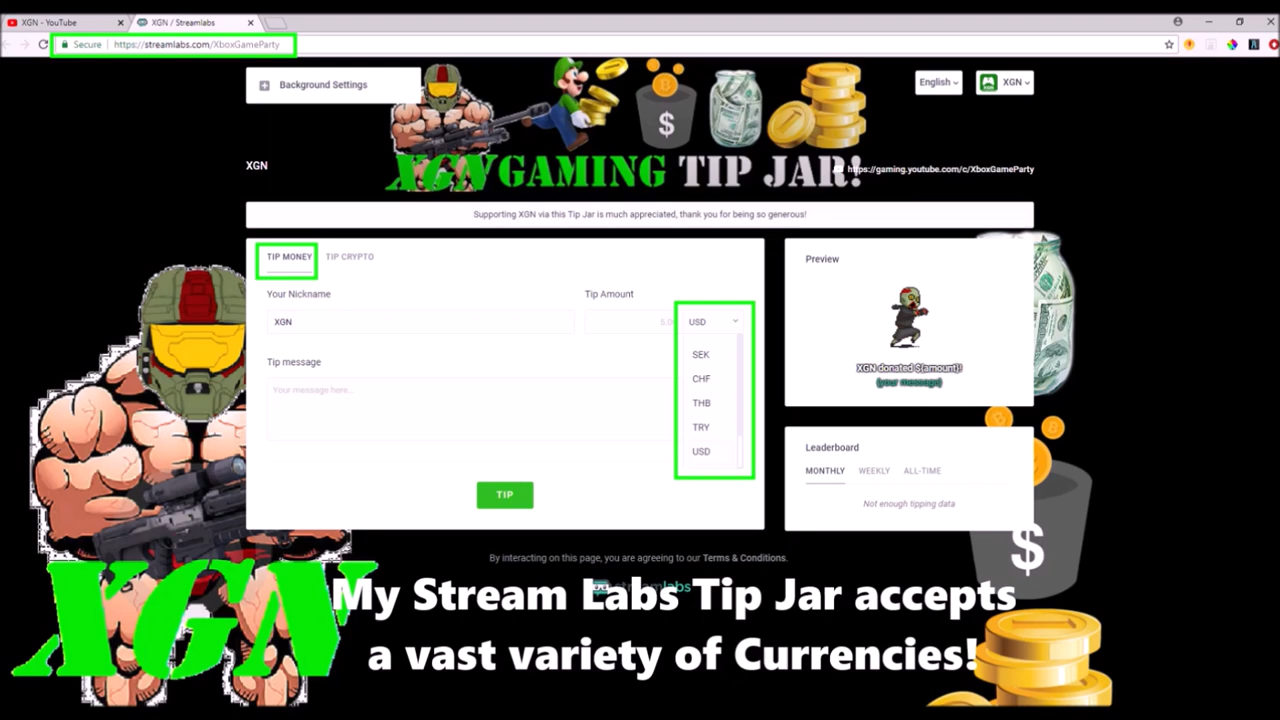 XGN - YouTube
XGN / Streamlabs
Secure
https://streamlabs.com/XboxGameParty
Background Settings
English
XGN
$
XGN
XGN GAMING TIP JAR!
https://gaming.youtube.com/c/XboxGameParty
Supporting XGN via this Tip Jar is much appreciated, thank you for being so generous!
TIP MONEY
TIP CRYPTO
Your Nickname
Tip Amount
XGN
USD
SEK
CHF
THB
TRY
USD
Tip message
Your message here...
TIP
Preview
XGN donated ${amount}!
(your message)
Leaderboard
MONTHLY
WEEKLY
ALL-TIME
Not enough tipping data
By interacting on this page, you are agreeing to our Terms & Conditions.
$
XGN
My Stream Labs Tip Jar accepts
a vast variety of Currencies!